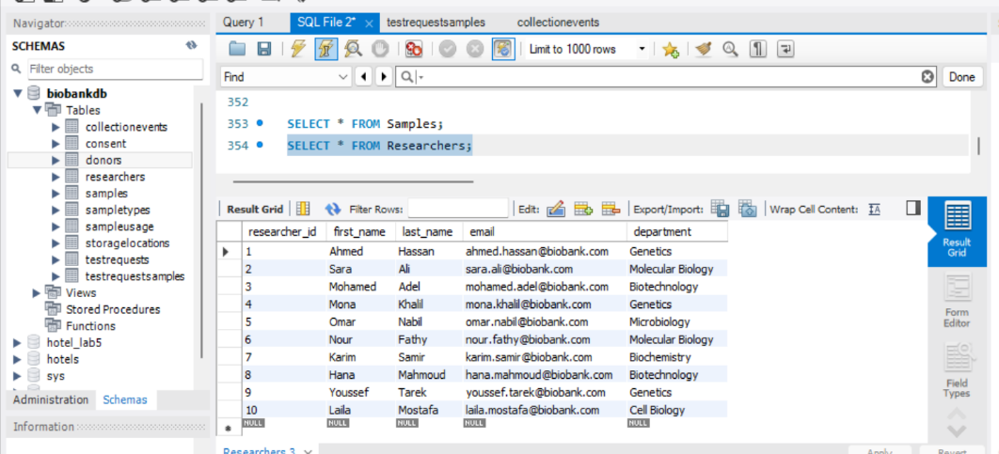 Navigator
SCHEMAS
Filter objects
biobankdb
Tables
collectionevents
consent
donors
researchers
samples
sampletypes
sampleusage
storagelocations
testrequests
testrequestsamples
Views
Stored Procedures
Functions
hotel_lab5
hotels
sys
Administration Schemas
Information
Query 1 SQL File 2* testrequestsamples collectionevents
Limit to 1000 rows
Find Done
352
353 SELECT * FROM Samples;
354 SELECT * FROM Researchers;
Result Grid Filter Rows: Edit: Export/Import: Wrap Cell Content:
researcher_id first_name last_name email department
1 Ahmed Hassan ahmed.hassan@biobank.com Genetics
2 Sara Ali sara.ali@biobank.com Molecular Biology
3 Mohamed Adel mohamed.adel@biobank.com Biotechnology
4 Mona Khalil mona.khalil@biobank.com Genetics
5 Omar Nabil omar.nabil@biobank.com Microbiology
6 Nour Fathy nour.fathy@biobank.com Molecular Biology
7 Karim Samir karim.samir@biobank.com Biochemistry
8 Hana Mahmoud hana.mahmoud@biobank.com Biotechnology
9 Youssef Tarek youssef.tarek@biobank.com Genetics
10 Laila Mostafa laila.mostafa@biobank.com Cell Biology
NULL NULL NULL NULL NULL
Researchers 3 Apply Revert
Result
Grid
Form
Editor
Field
Types